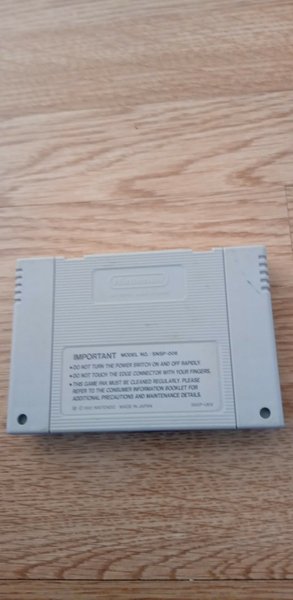 Nintendo
IMPORTANT MODEL NO. SNSP-006
• DO NOT TURN THE POWER SWITCH ON AND OFF RAPIDLY.
• DO NOT TOUCH THE EDGE CONNECTOR WITH YOUR FINGERS.
• THIS GAME PAK MUST BE CLEANED REGULARLY. PLEASE
REFER TO THE CONSUMER INFORMATION BOOKLET FOR
ADDITIONAL PRECAUTIONS AND MAINTENANCE DETAILS.
© 1992 NINTENDO MADE IN JAPAN